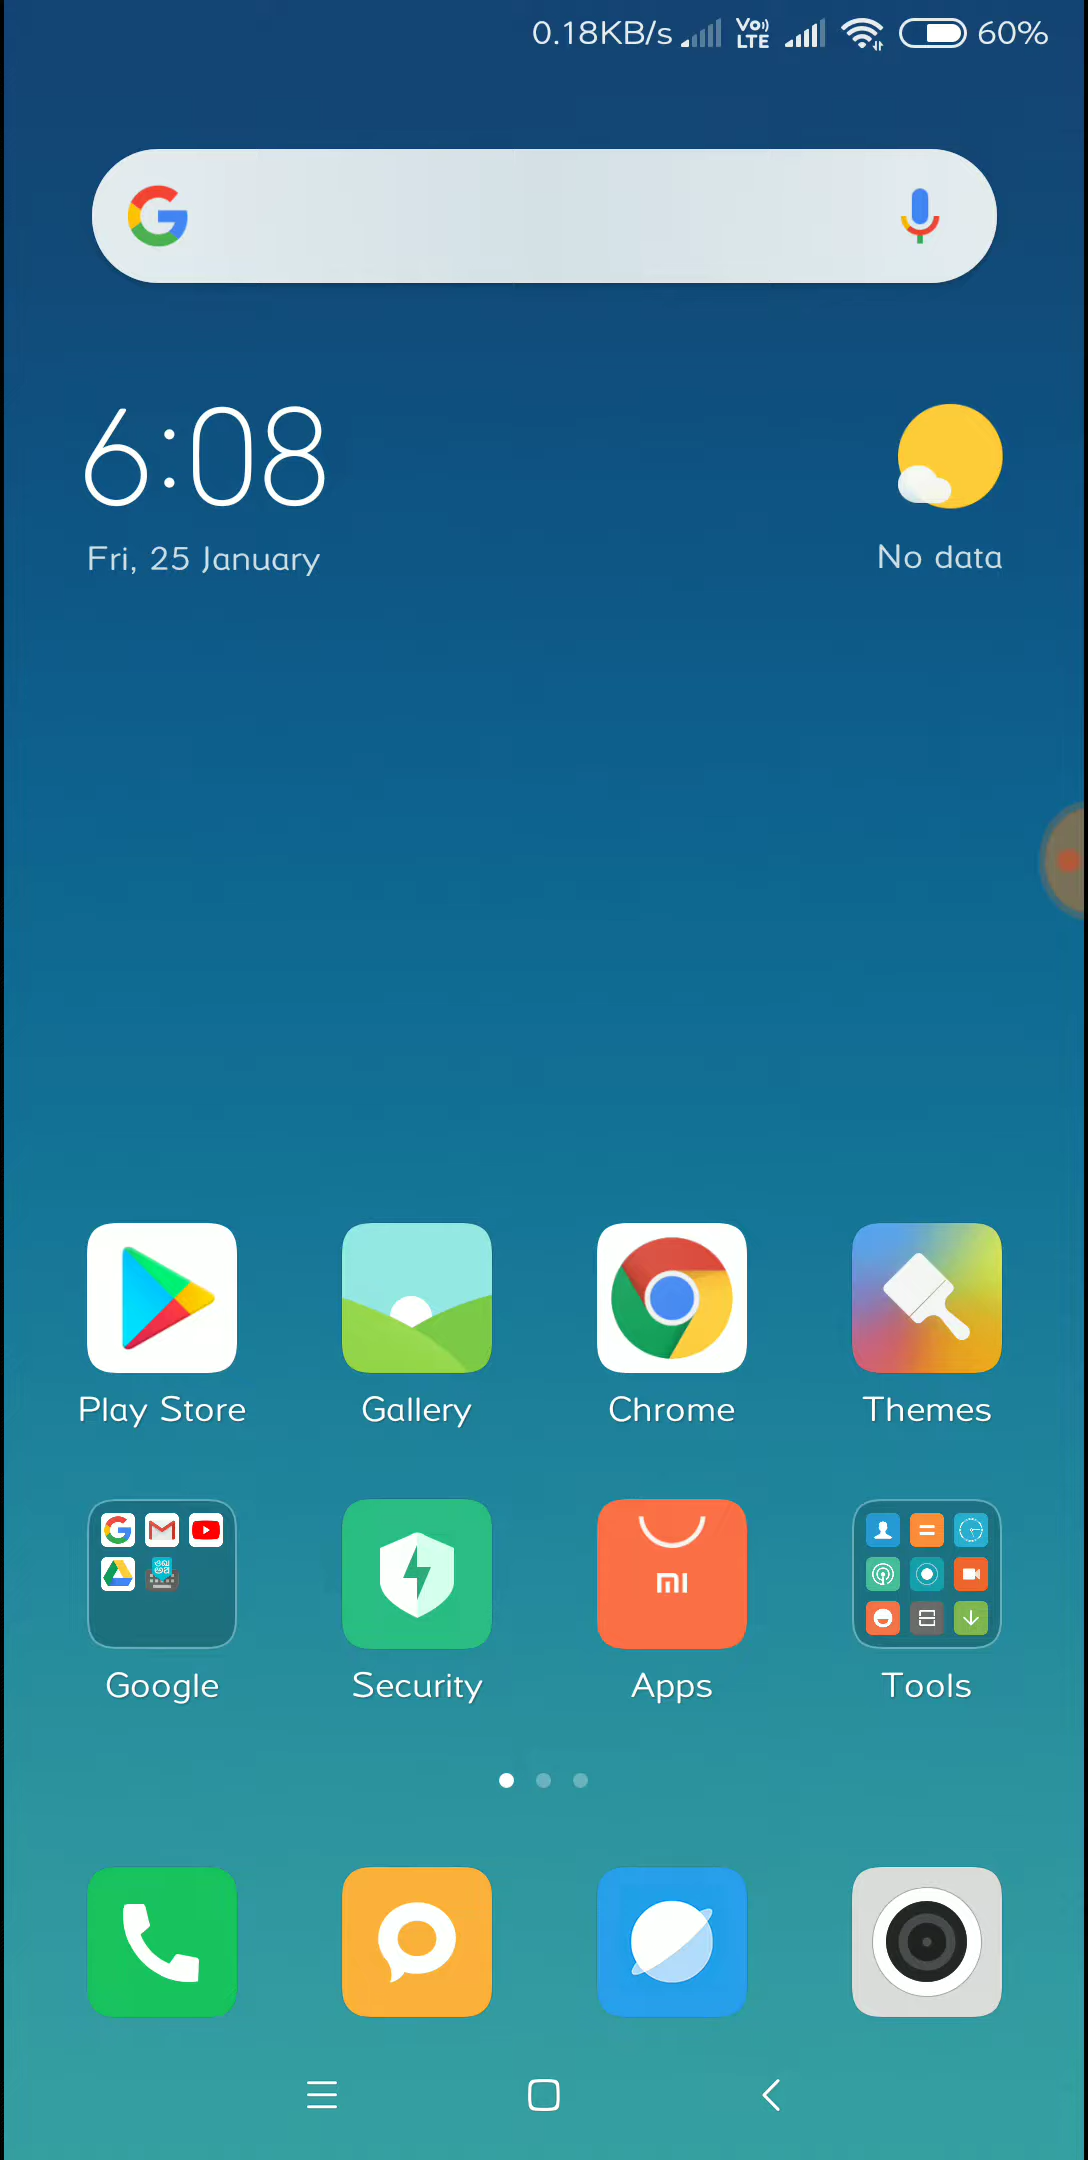 0.18KB/s Vo)) LTE 60%
6:08
Fri, 25 January
No data
Play Store
Gallery
Chrome
Themes
mi
Google
Security
Apps
Tools